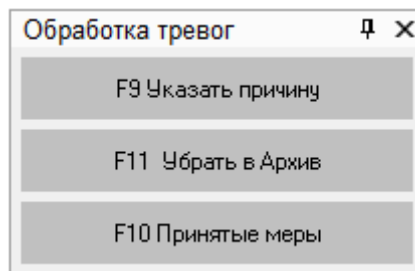 Обработка тревог
F9 Указать причину
F11 Убрать в Архив
F10 Принятые меры